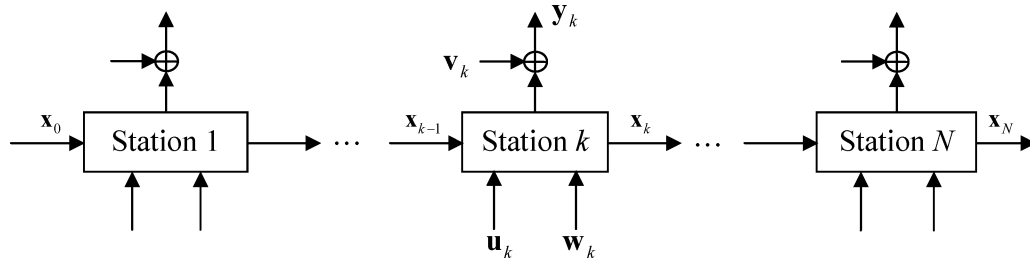 y_k
v_k
x_0
Station 1
...
x_{k-1}
Station k
x_k
...
Station N
x_N
u_k
w_k